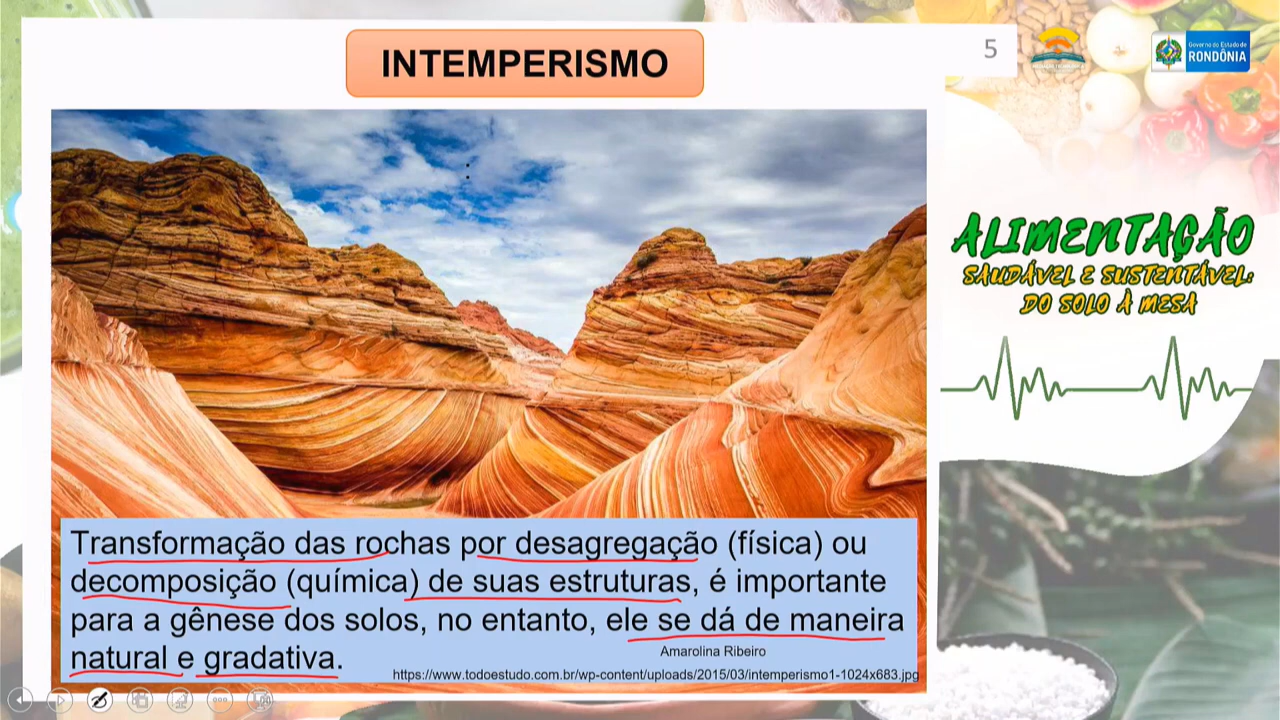 INTEMPERISMO
5
Governo do Estado de
RONDÔNIA
ALIMENTAÇÃO
SAUDÁVEL E SUSTENTÁVEL:
DO SOLO À MESA
Transformação das rochas por desagregação (física) ou
decomposição (química) de suas estruturas, é importante
para a gênese dos solos, no entanto, ele se dá de maneira
natural e gradativa.
Amarolina Ribeiro
https://www.todoestudo.com.br/wp-content/uploads/2015/03/intemperismo1-1024x683.jpg